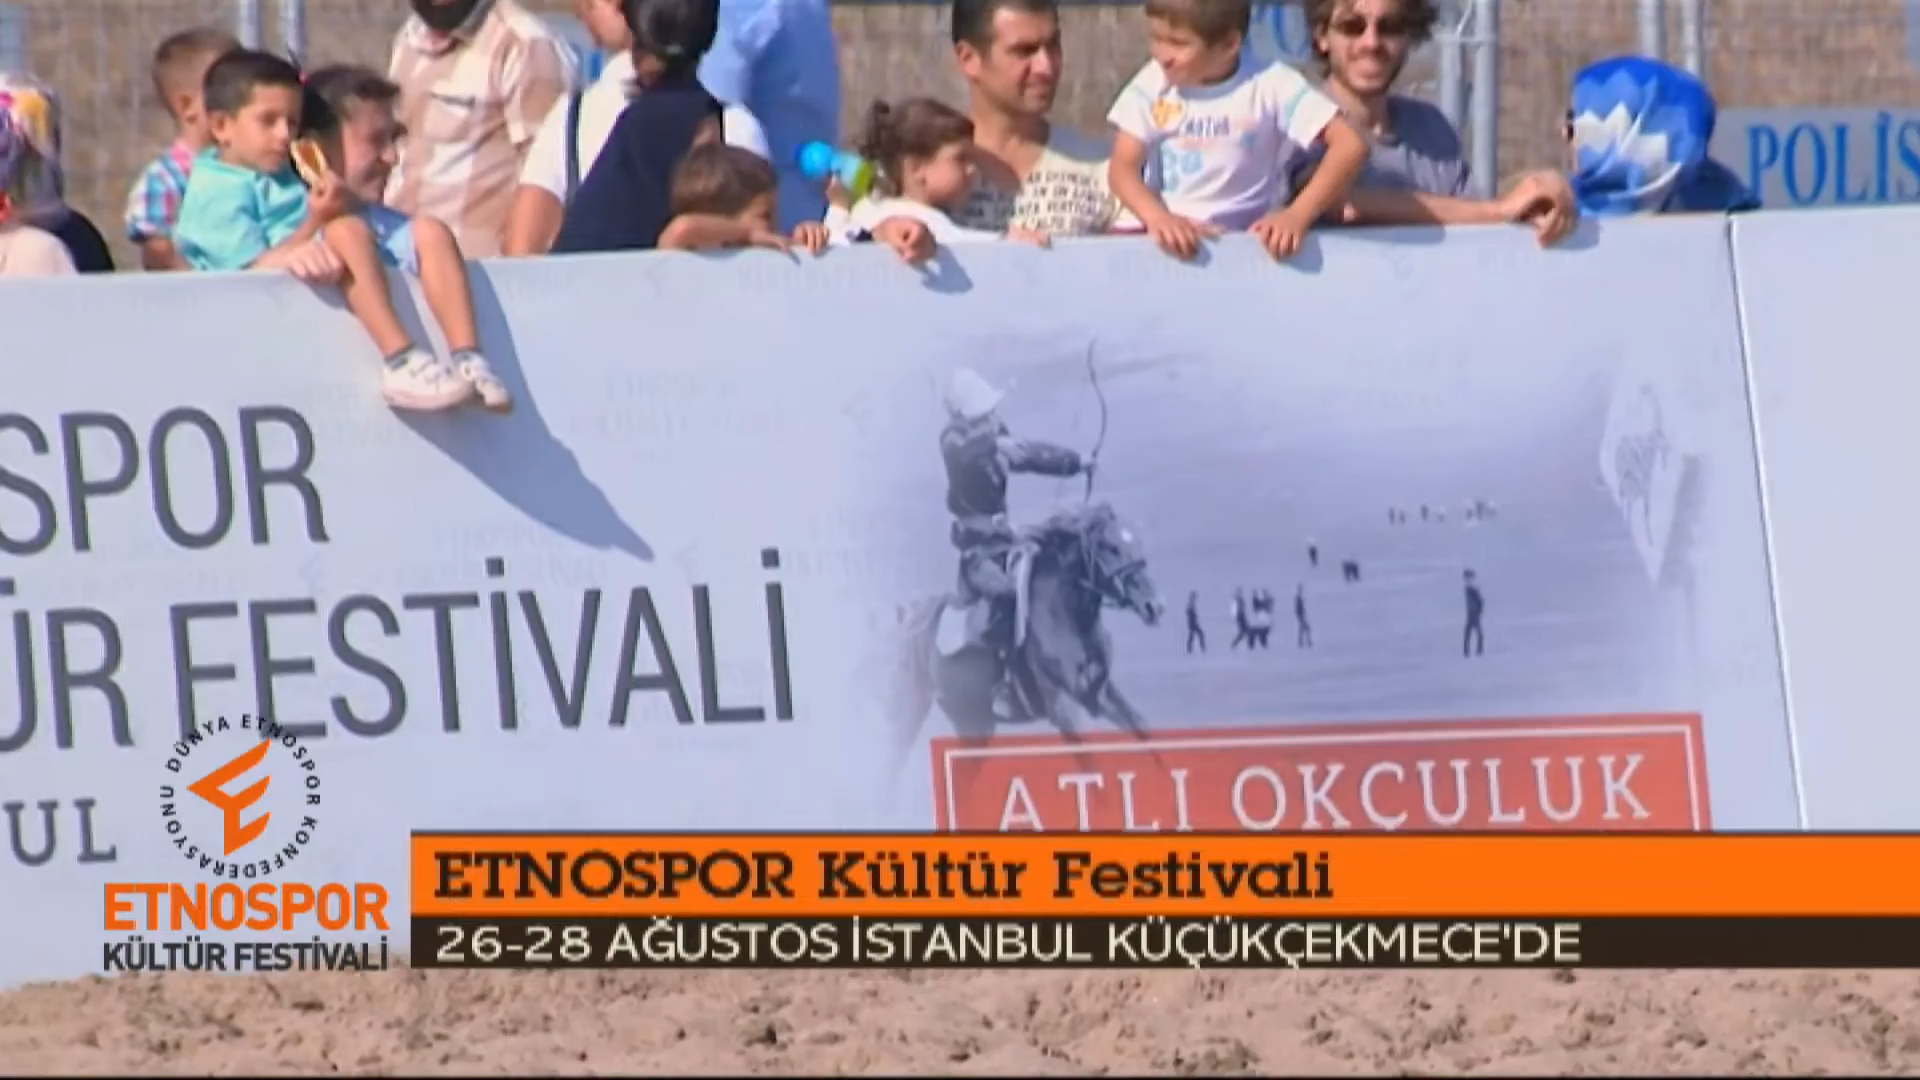 POLİS
SPOR
ÜR FESTİVALİ
UL
ATLI OKÇULUK
DÜNYA ETNOSPOR KONFEDERASYONU
ETNOSPOR
KÜLTÜR FESTİVALİ
ETNOSPOR Kültür Festivali
26-28 AĞUSTOS İSTANBUL KÜÇÜKÇEKMECE'DE